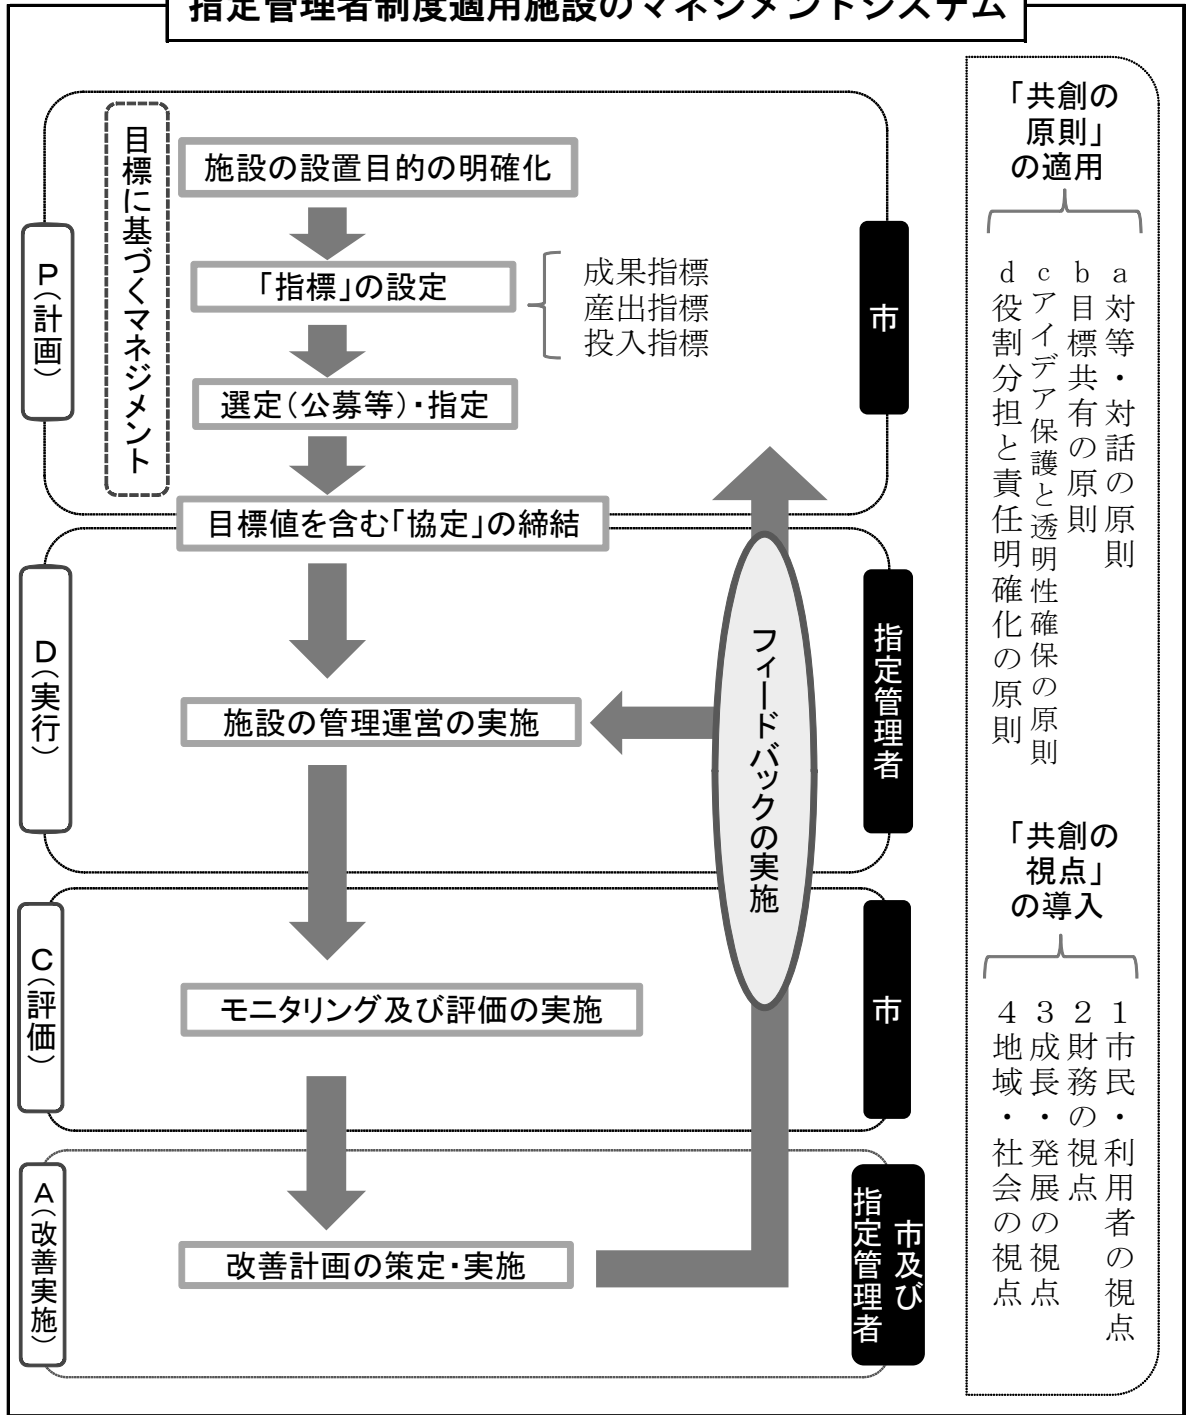 指定管理者制度適用施設のマネジメントシステム
目標に基づくマネジメント
P(計画)
施設の設置目的の明確化
「指標」の設定
成果指標
産出指標
投入指標
選定(公募等)・指定
市
目標値を含む「協定」の締結
D(実行)
施設の管理運営の実施
指定管理者
フィードバックの実施
C(評価)
モニタリング及び評価の実施
市
A(改善実施)
改善計画の策定・実施
市及び
指定管理者
「共創の
原則」
の適用
a対等・対話の原則
b目標共有の原則
cアイデア保護と透明性確保の原則
d役割分担と責任明確化の原則
「共創の
視点」
の導入
1市民・利用者の視点
2財務の視点
3成長・発展の視点
4地域・社会の視点